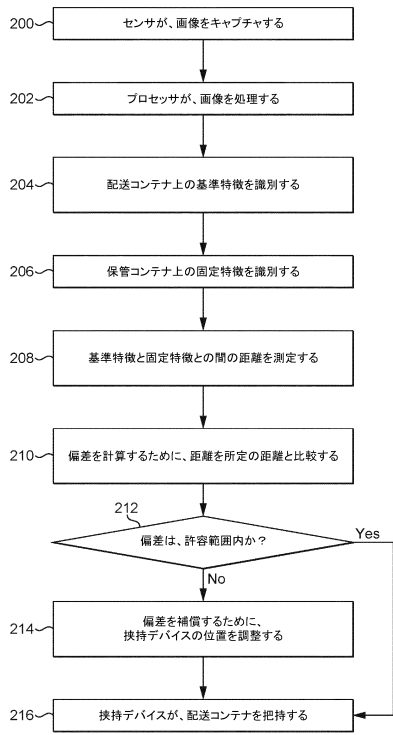 200
センサが、画像をキャプチャする
202
プロセッサが、画像を処理する
204
配送コンテナ上の基準特徴を識別する
206
保管コンテナ上の固定特徴を識別する
208
基準特徴と固定特徴との間の距離を測定する
210
偏差を計算するために、距離を所定の距離と比較する
212
偏差は、許容範囲内か？
Yes
No
214
偏差を補償するために、
挟持デバイスの位置を調整する
216
挟持デバイスが、配送コンテナを把持する